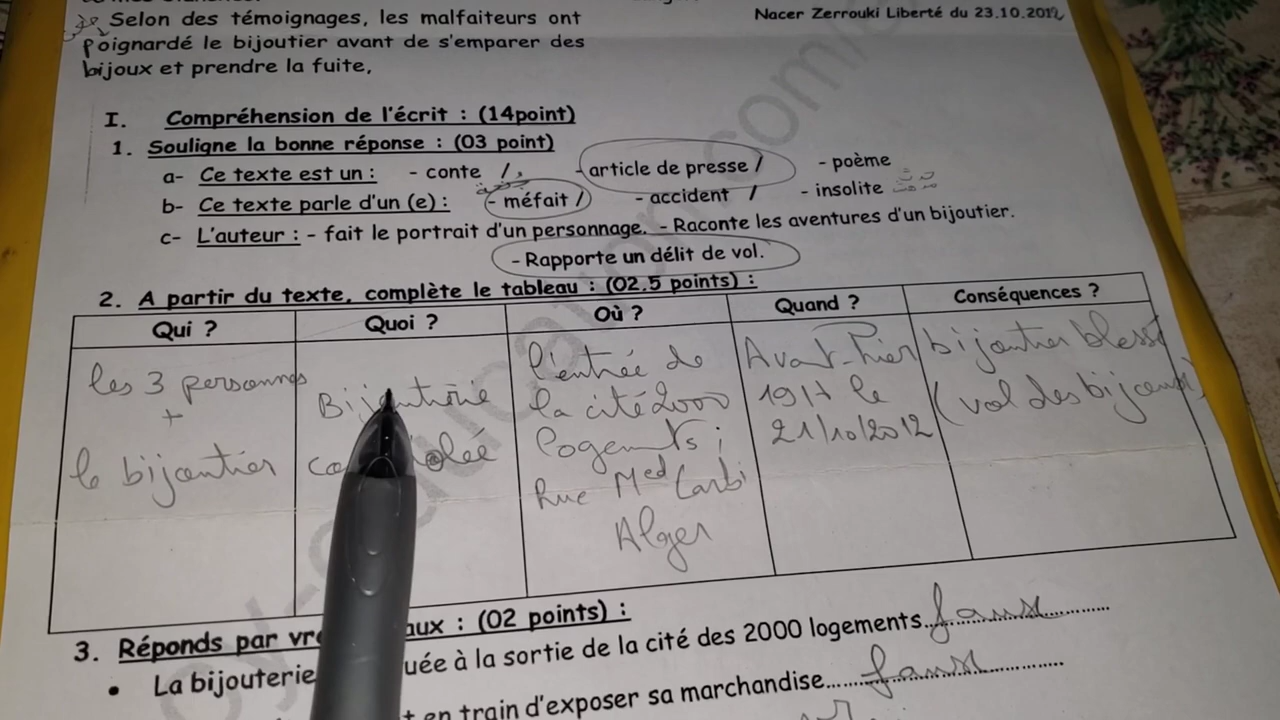 Selon des témoignages, les malfaiteurs ont
poignardé le bijoutier avant de s'emparer des
bijoux et prendre la fuite,
Nacer Zerrouki Liberté du 23.10.2012
I. Compréhension de l'écrit : (14point)
1. Souligne la bonne réponse : (03 point)
a- Ce texte est un : - conte / - article de presse / - poème
b- Ce texte parle d'un (e) : - méfait / - accident / - insolite
c- L'auteur : - fait le portrait d'un personnage. - Raconte les aventures d'un bijoutier.
- Rapporte un délit de vol.
2. A partir du texte, complète le tableau : (02.5 points) :
Qui ? Quoi ? Où ? Quand ? Conséquences ?
les 3 personnes
+
le bijoutier
Bijouterie
l'entrée de
la cité 2000
logements ;
Rue Med Larbi
Alger
Avant-hier
19H le
21/10/2012
bijoutier blessé
(vol des bijoux)
3. Réponds par aux : (02 points) :
• La bijouterie uée à la sortie de la cité des 2000 logements....faux............
en train d'exposer sa marchandise......faux............